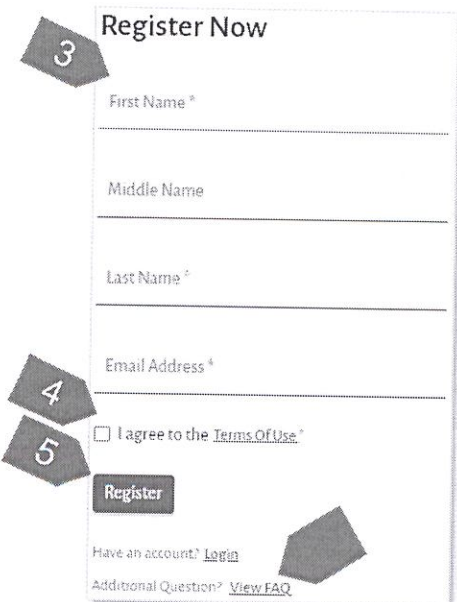 Register Now
3
First Name *
Middle Name
Last Name *
Email Address *
4
I agree to the Terms Of Use *
5
Register
Have an account? Login
Additional Question? View FAQ